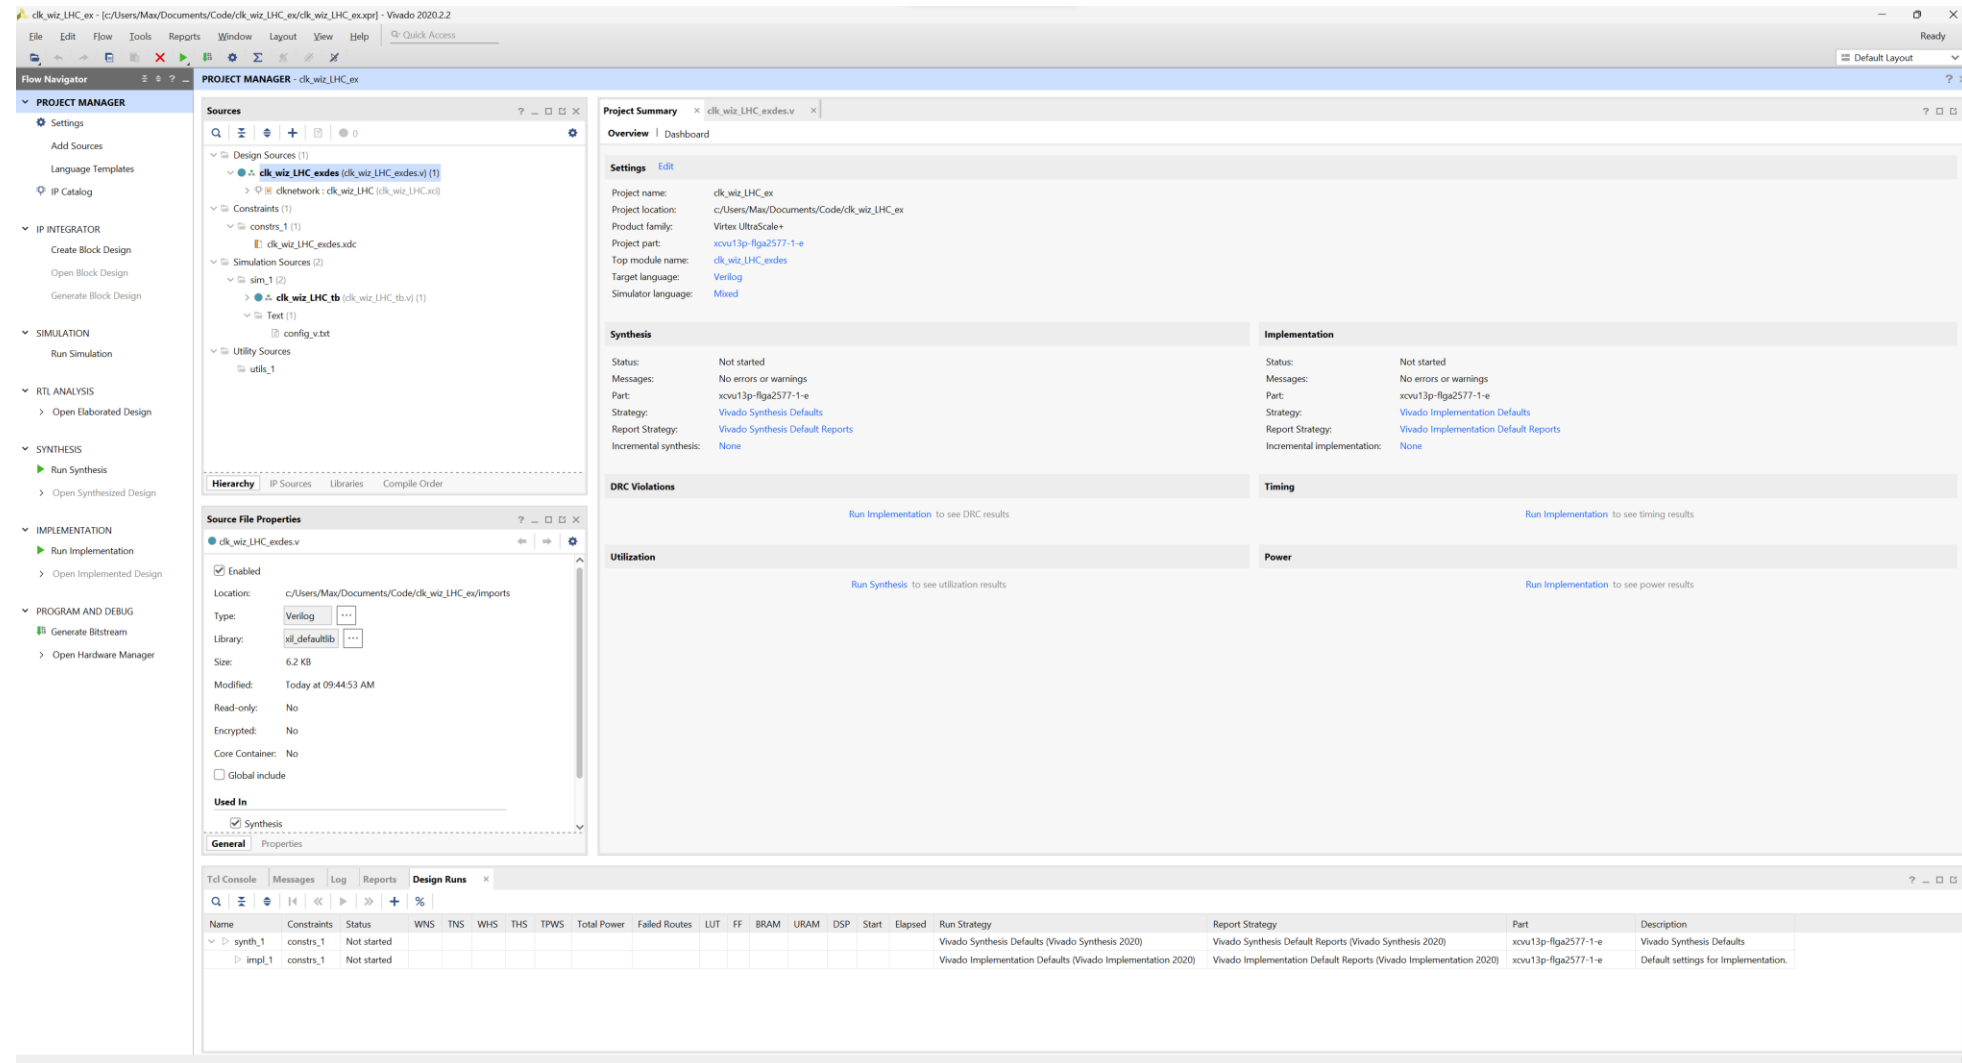 clk_wiz_LHC_ex - [c:/Users/Max/Documents/Code/clk_wiz_LHC_ex/clk_wiz_LHC_ex.xpr] - Vivado 2020.2.2
File Edit Flow Tools Reports Window Layout View Help Quick Access
Ready
Default Layout
Flow Navigator
PROJECT MANAGER
Settings
Add Sources
Language Templates
IP Catalog
IP INTEGRATOR
Create Block Design
Open Block Design
Generate Block Design
SIMULATION
Run Simulation
RTL ANALYSIS
Open Elaborated Design
SYNTHESIS
Run Synthesis
Open Synthesized Design
IMPLEMENTATION
Run Implementation
Open Implemented Design
PROGRAM AND DEBUG
Generate Bitstream
Open Hardware Manager
PROJECT MANAGER - clk_wiz_LHC_ex
Sources
0
Design Sources (1)
clk_wiz_LHC_exdes (clk_wiz_LHC_exdes.v) (1)
clknetwork : clk_wiz_LHC (clk_wiz_LHC.xci)
Constraints (1)
constrs_1 (1)
clk_wiz_LHC_exdes.xdc
Simulation Sources (2)
sim_1 (2)
clk_wiz_LHC_tb (clk_wiz_LHC_tb.v) (1)
Text (1)
config_v.txt
Utility Sources
utils_1
Hierarchy IP Sources Libraries Compile Order
Source File Properties
clk_wiz_LHC_exdes.v
Enabled
Location: c:/Users/Max/Documents/Code/clk_wiz_LHC_ex/imports
Type: Verilog ...
Library: xil_defaultlib ...
Size: 6.2 KB
Modified: Today at 09:44:53 AM
Read-only: No
Encrypted: No
Core Container: No
Global include
Used In
Synthesis
General Properties
Project Summary clk_wiz_LHC_exdes.v
Overview | Dashboard
Settings Edit
Project name: clk_wiz_LHC_ex
Project location: c:/Users/Max/Documents/Code/clk_wiz_LHC_ex
Product family: Virtex UltraScale+
Project part: xcvu13p-flga2577-1-e
Top module name: clk_wiz_LHC_exdes
Target language: Verilog
Simulator language: Mixed
Synthesis
Status: Not started
Messages: No errors or warnings
Part: xcvu13p-flga2577-1-e
Strategy: Vivado Synthesis Defaults
Report Strategy: Vivado Synthesis Default Reports
Incremental synthesis: None
Implementation
Status: Not started
Messages: No errors or warnings
Part: xcvu13p-flga2577-1-e
Strategy: Vivado Implementation Defaults
Report Strategy: Vivado Implementation Default Reports
Incremental implementation: None
DRC Violations
Run Implementation to see DRC results
Timing
Run Implementation to see timing results
Utilization
Run Synthesis to see utilization results
Power
Run Implementation to see power results
Tcl Console Messages Log Reports Design Runs
Name Constraints Status WNS TNS WHS THS TPWS Total Power Failed Routes LUT FF BRAM URAM DSP Start Elapsed Run Strategy Report Strategy Part Description
synth_1 constrs_1 Not started Vivado Synthesis Defaults (Vivado Synthesis 2020) Vivado Synthesis Default Reports (Vivado Synthesis 2020) xcvu13p-flga2577-1-e Vivado Synthesis Defaults
impl_1 constrs_1 Not started Vivado Implementation Defaults (Vivado Implementation 2020) Vivado Implementation Default Reports (Vivado Implementation 2020) xcvu13p-flga2577-1-e Default settings for Implementation.